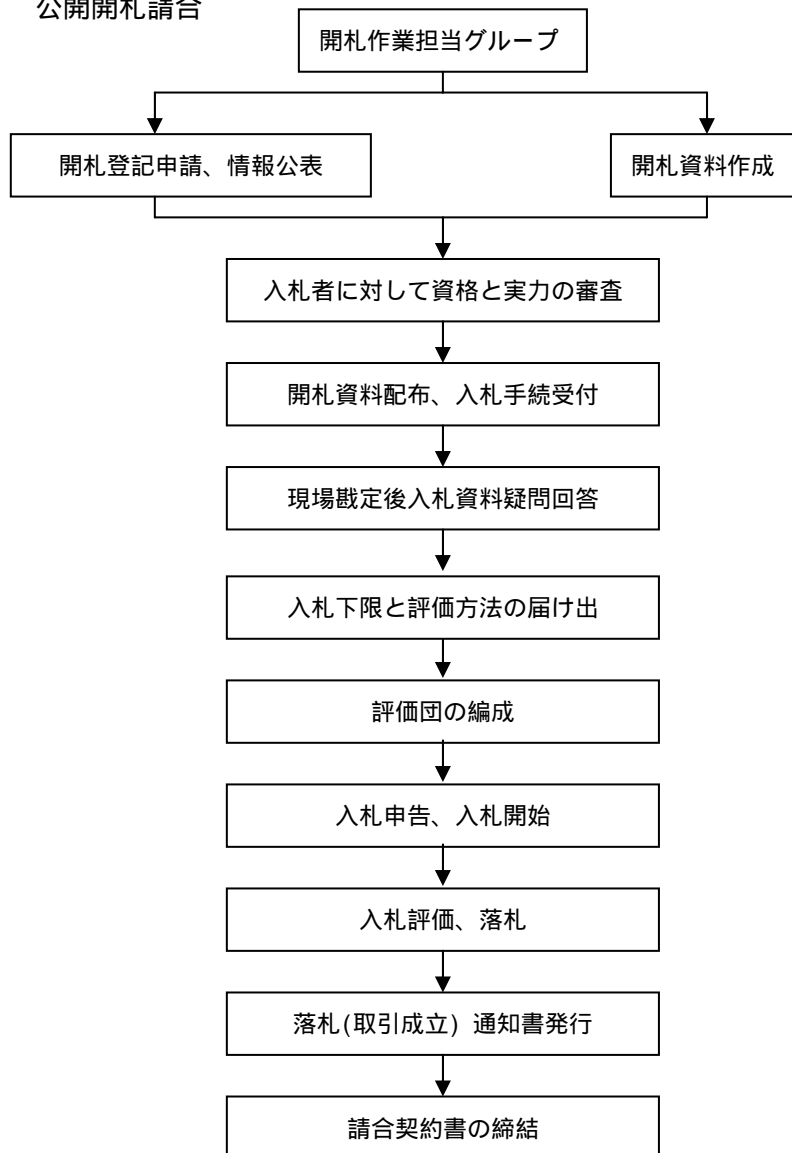 公開開札請合
開札作業担当グループ
開札登記申請、情報公表
開札資料作成
入札者に対して資格と実力の審査
開札資料配布、入札手続受付
現場戡定後入札資料疑問回答
入札下限と評価方法の届け出
評価団の編成
入札申告、入札開始
入札評価、落札
落札(取引成立) 通知書発行
請合契約書の締結